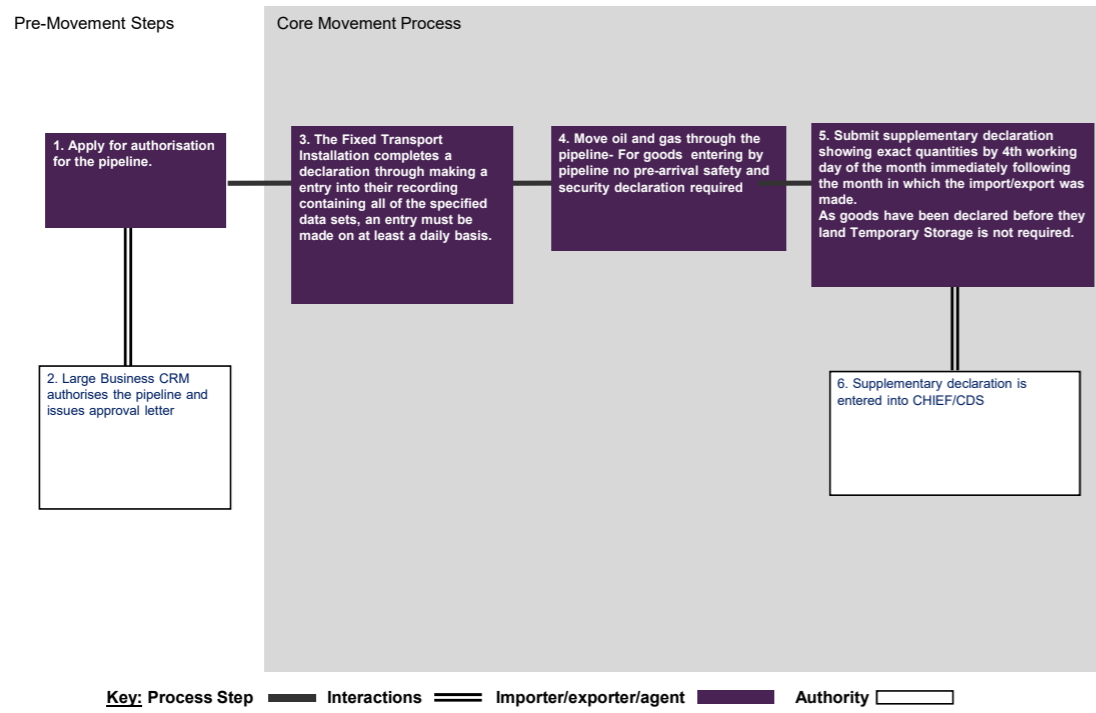 Pre-Movement Steps
Core Movement Process
1. Apply for authorisation
for the pipeline.
3. The Fixed Transport
Installation completes a
declaration through making a
entry into their recording
containing all of the specified
data sets, an entry must be
made on at least a daily basis.
4. Move oil and gas through the
pipeline- For goods entering by
pipeline no pre-arrival safety and
security declaration required
5. Submit supplementary declaration
showing exact quantities by 4th working
day of the month immediately following
the month in which the import/export was
made.
As goods have been declared before they
land Temporary Storage is not required.
2. Large Business CRM
authorises the pipeline and
issues approval letter
6. Supplementary declaration is
entered into CHIEF/CDS
Key: Process Step Interactions Importer/exporter/agent Authority